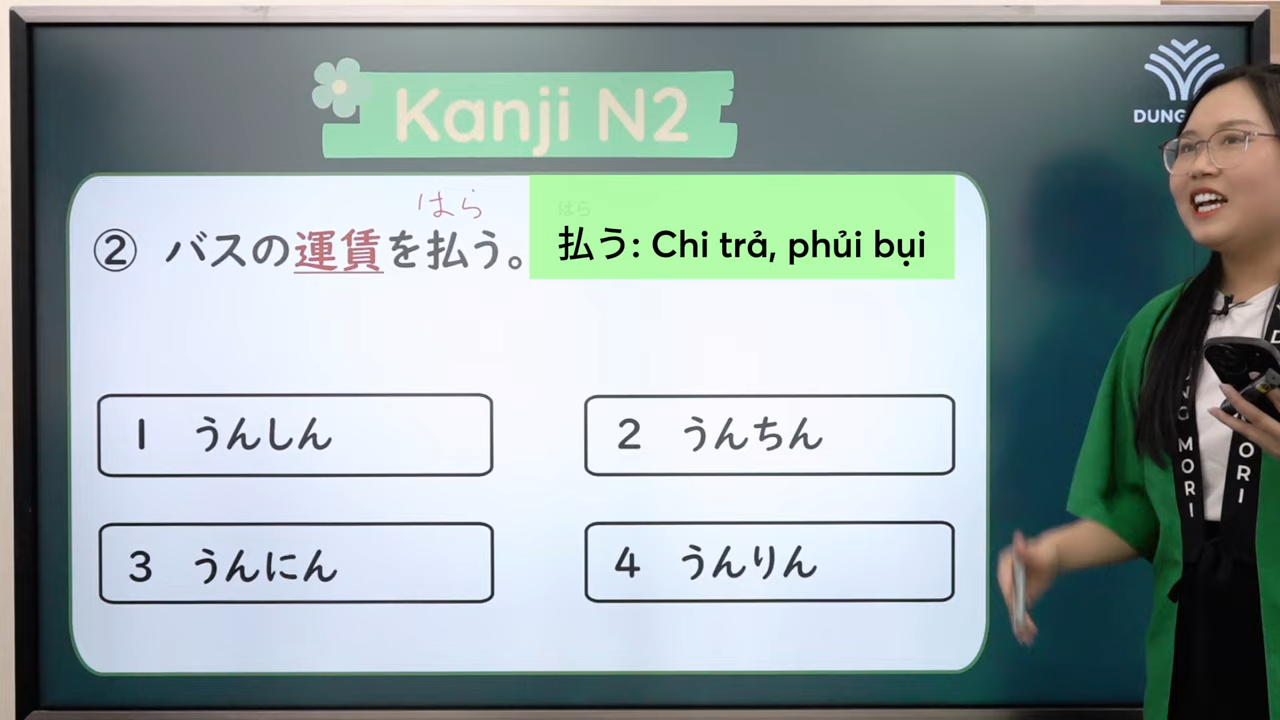 Kanji N2
DUNG
はら
② バスの運賃を払う。
はら
払う: Chi trả, phủi bụi
1 うんしん
2 うんちん
3 うんにん
4 うんりん
MORI
ORI